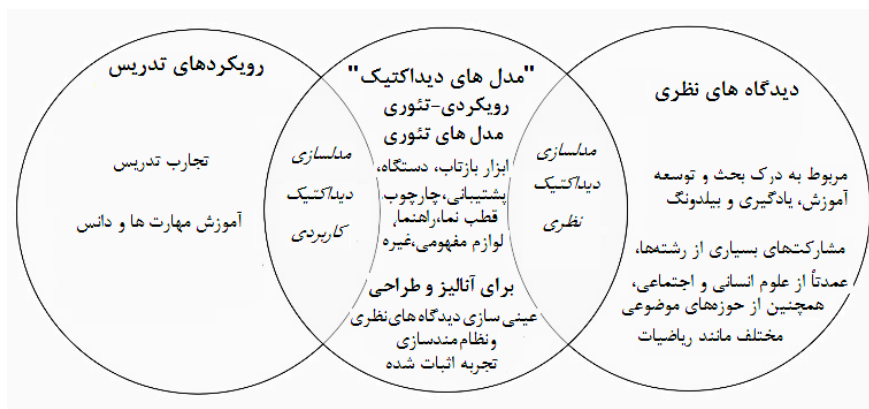 رویکردهای تدریس
تجارب تدریس
آموزش مهارت ها و دانس
مدلسازی
دیداکتیک
کاربردی
"مدل های دیداکتیک"
رویکردی-تئوری
مدل های تئوری
ابزار بازتاب، دستگاه،
پشتیبانی،چارچوب
قطب نما،راهنما،
لوازم مفهومی،غیره
برای آنالیز و طراحی
عینی سازی دیدگاه های نظری
ونظام مندسازی
تجربه اثبات شده
مدلسازی
دیداکتیک
نظری
دیدگاه های نظری
مربوط به درک بحث و توسعه
آموزش، یادگیری و بیلدونگ
مشارکتهای بسیاری از رشته‌ها،
عمدتاً از علوم انسانی و اجتماعی،
همچنین از حوزه‌های موضوعی
مختلف مانند ریاضیات